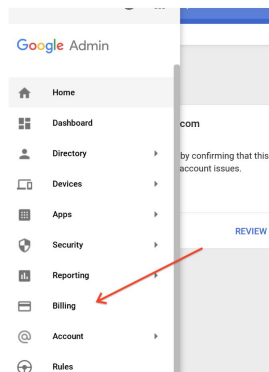 Google Admin
Home
Dashboard
com
Directory
by confirming that this
Devices
account issues.
Apps
Security
REVIEW
Reporting
Billing
Account
Rules